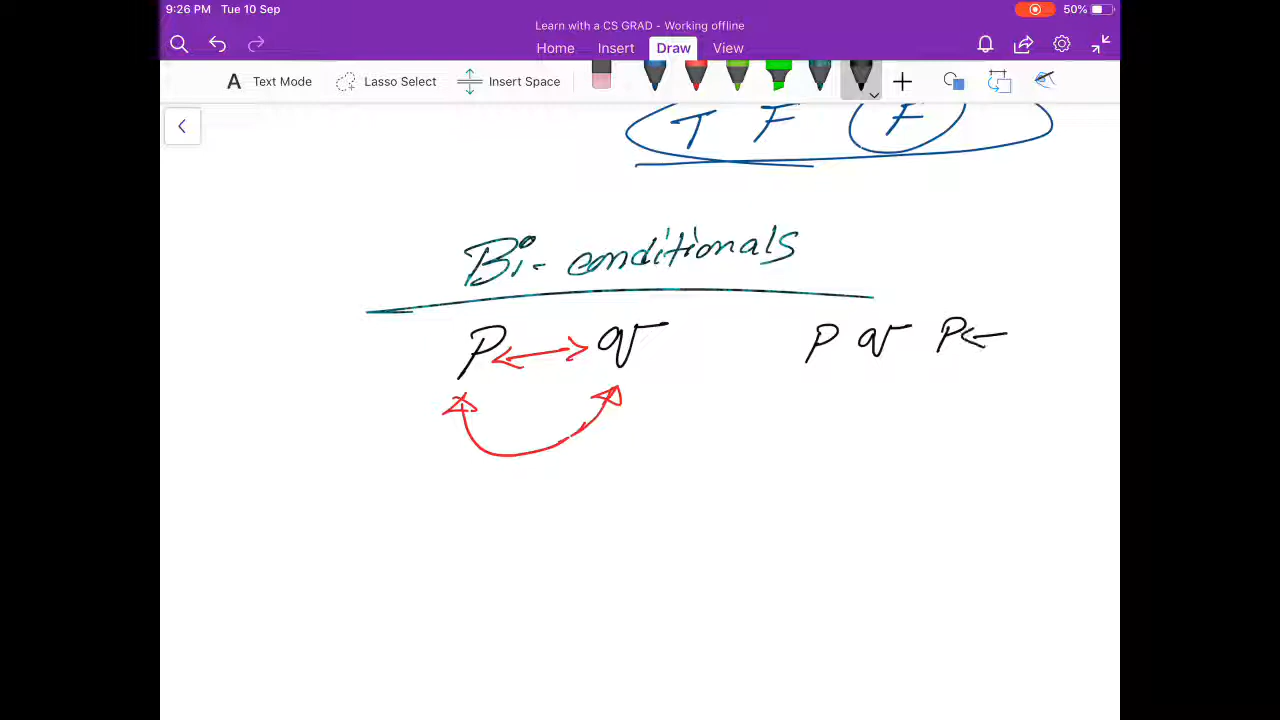 9:26 PM Tue 10 Sep 50%
Learn with a CS GRAD - Working offline
Home Insert Draw View
A Text Mode Lasso Select Insert Space
T F F
Bi-conditionals
P ↔ q P q P←